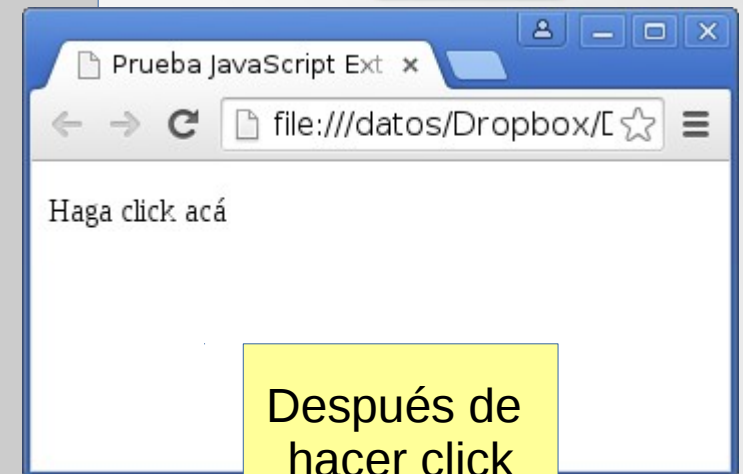 Prueba JavaScript Ext
file:///datos/Dropbox/D
Haga click acá
Después de
hacer click